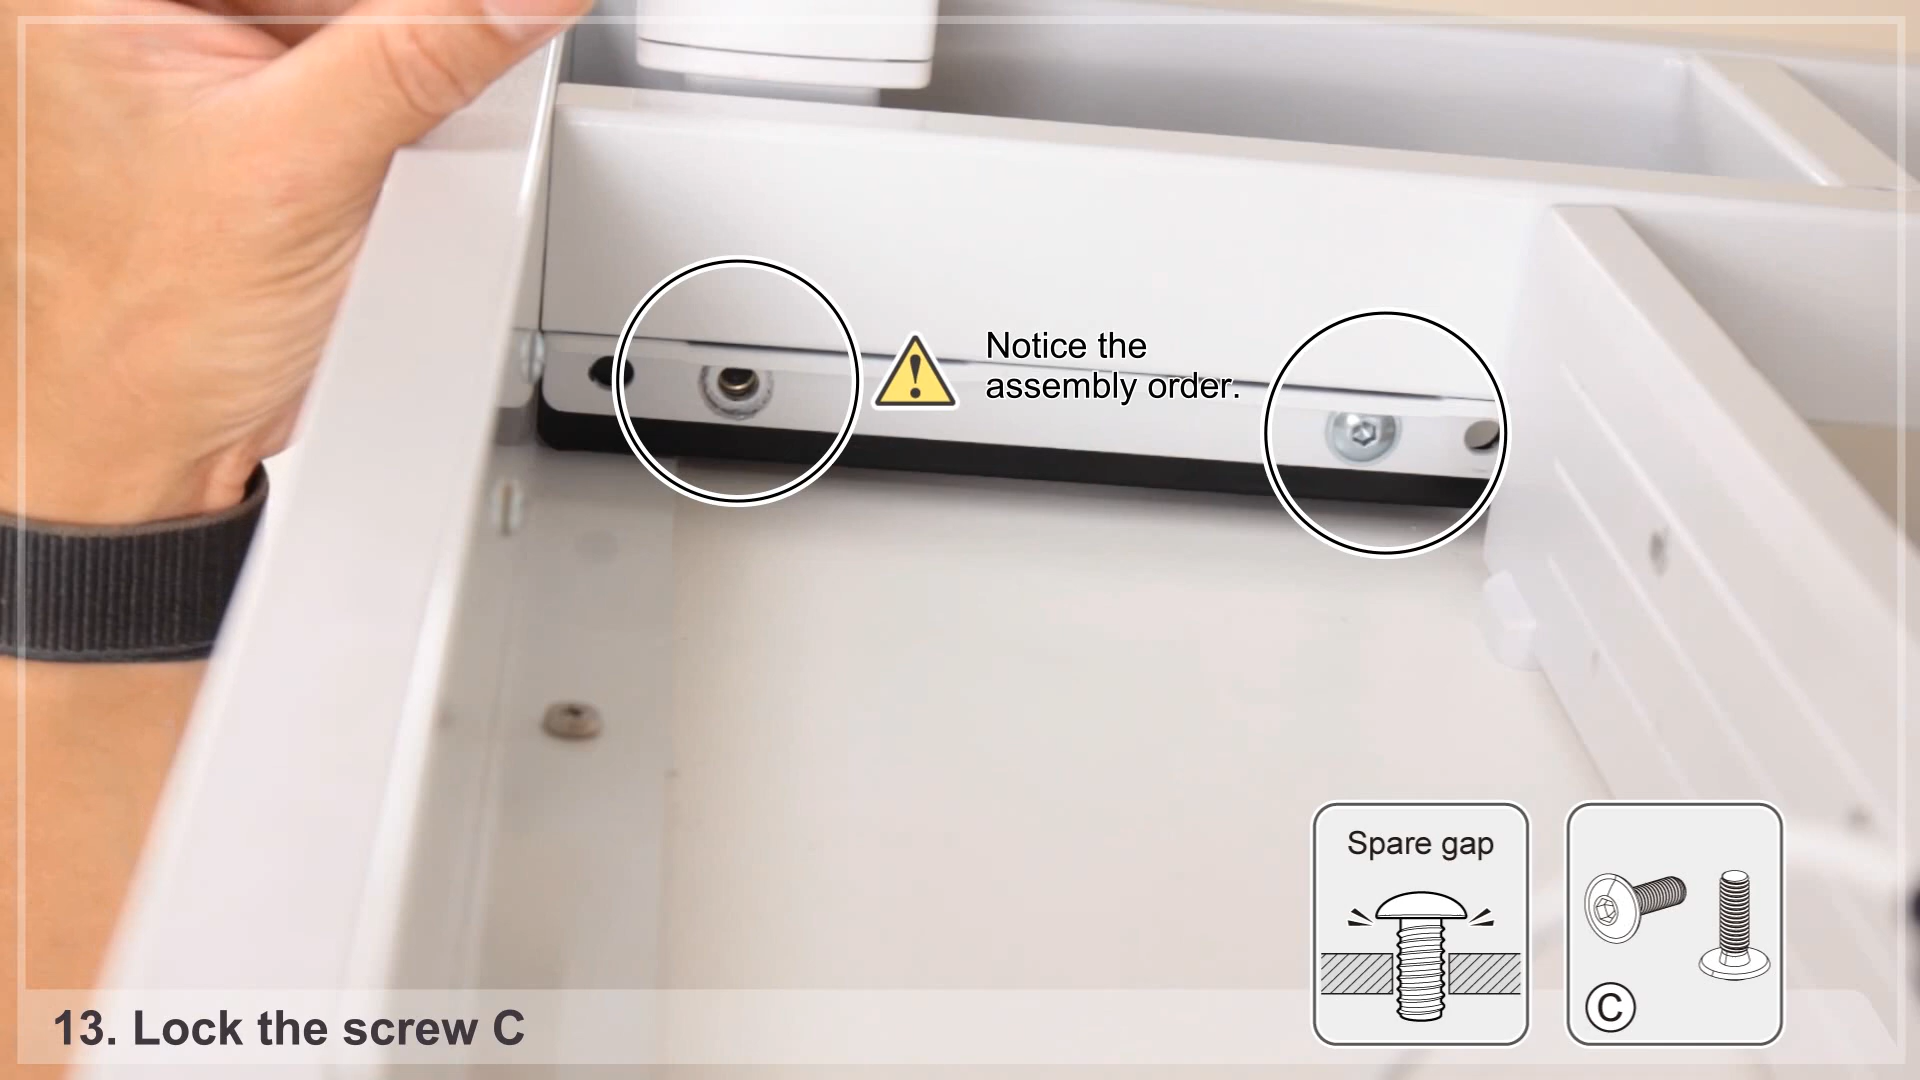 Notice the
assembly order.
Spare gap
C
13. Lock the screw C